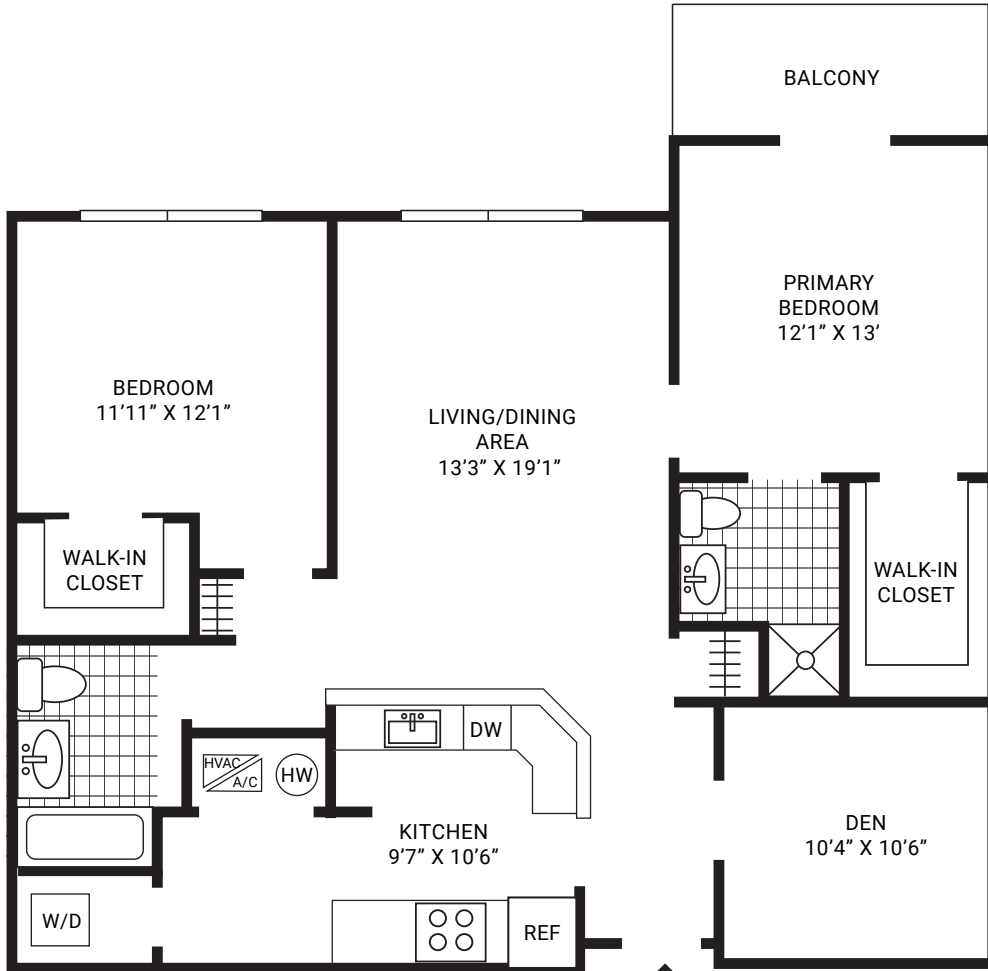 BALCONY
PRIMARY
BEDROOM
12’1” X 13’
BEDROOM
11’11” X 12’1”
LIVING/DINING
AREA
13’3” X 19’1”
WALK-IN
CLOSET
WALK-IN
CLOSET
DW
HVAC
A/C
HW
KITCHEN
9’7” X 10’6”
DEN
10’4” X 10’6”
W/D
REF